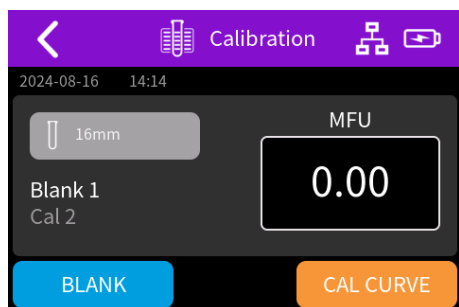 Calibration
2024-08-16 14:14
16mm
MFU
0.00
Blank 1
Cal 2
BLANK
CAL CURVE